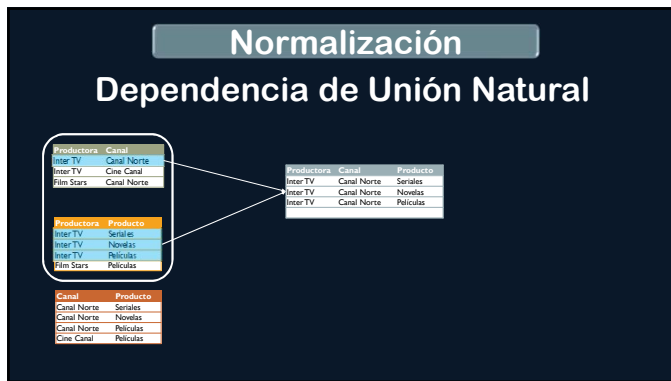 Normalización
Dependencia de Unión Natural
Productora Canal
Inter TV Canal Norte
Inter TV Cine Canal
Film Stars Canal Norte
Productora Canal Producto
Inter TV Canal Norte Seriales
Inter TV Canal Norte Novelas
Inter TV Canal Norte Películas
Productora Producto
Inter TV Seriales
Inter TV Novelas
Inter TV Películas
Film Stars Películas
Canal Producto
Canal Norte Seriales
Canal Norte Novelas
Canal Norte Películas
Cine Canal Películas